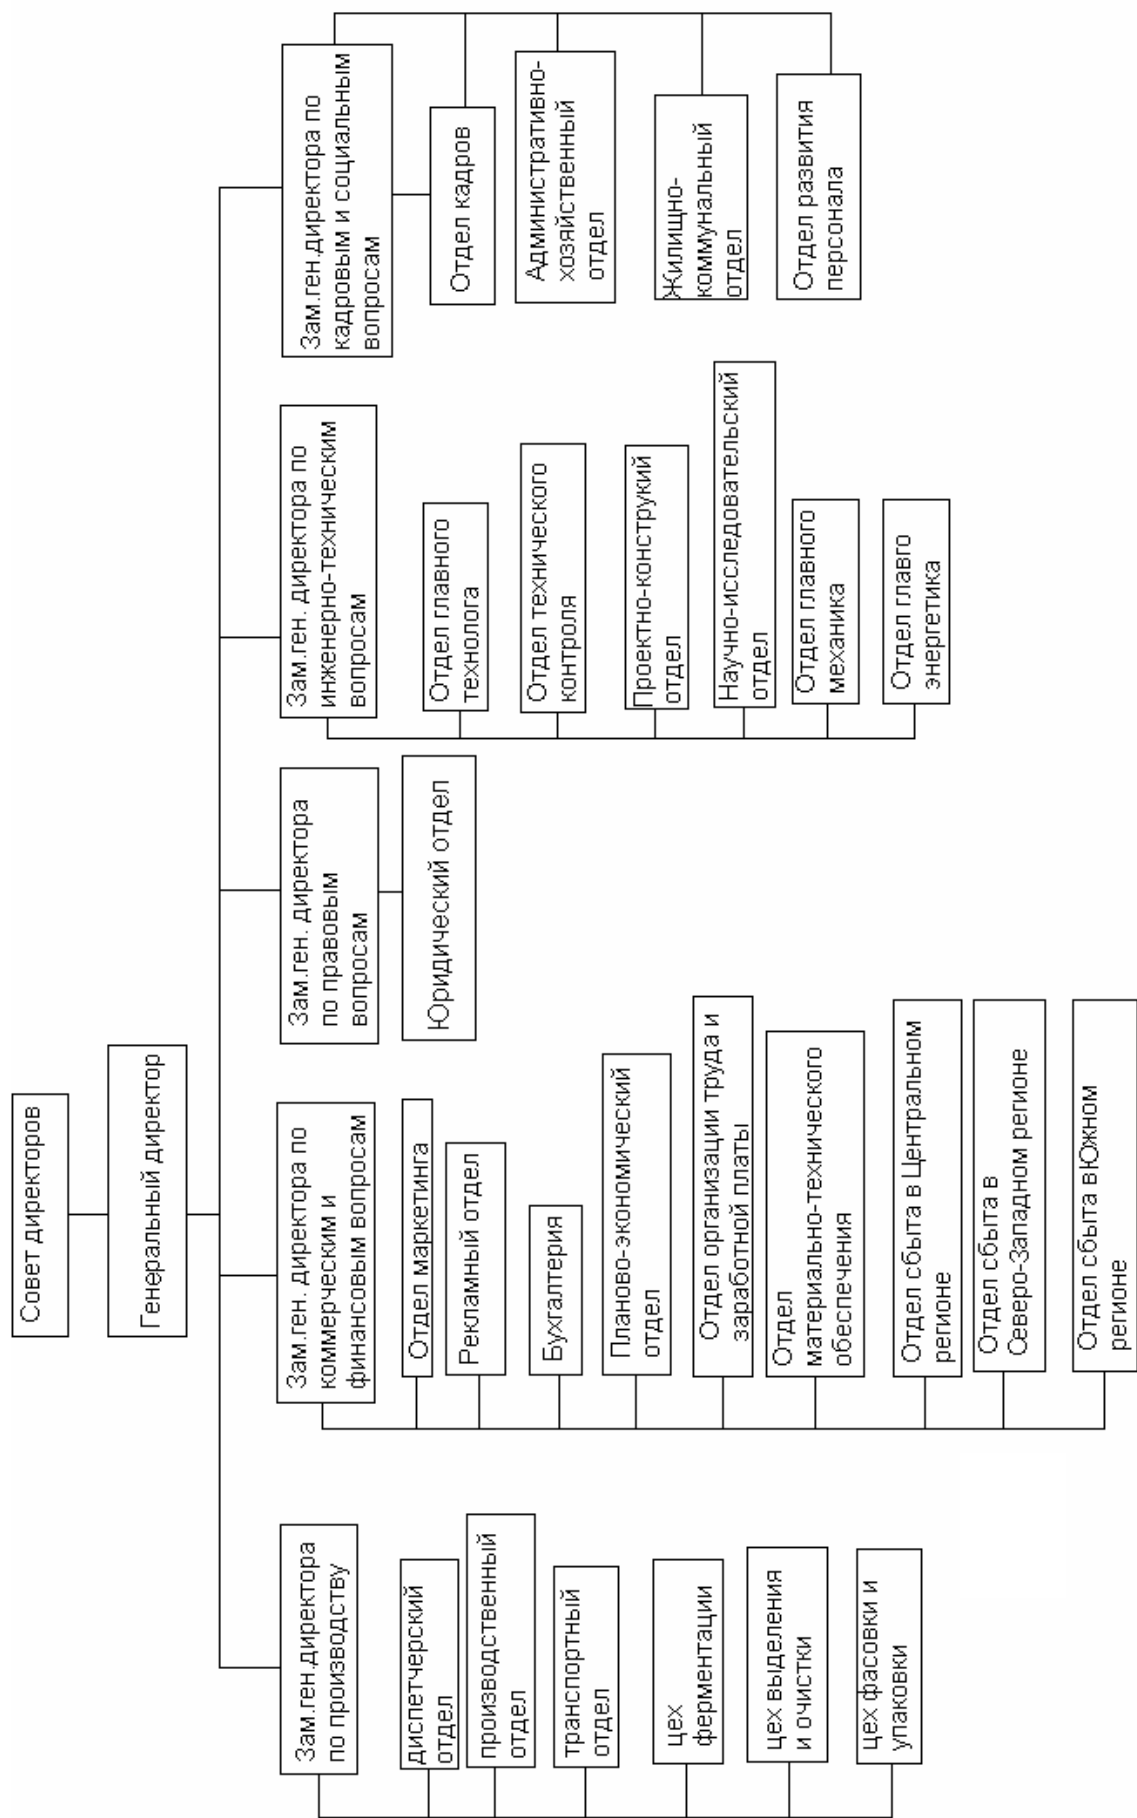 Совет директоров
Генеральный директор
Зам.ген.директора
по производству
диспетчерский
отдел
производственный
отдел
транспортный
отдел
цех
ферментации
цех выделения
и очистки
цех фасовки и
упаковки
Зам.ген. директора по
коммерческим и
финансовым вопросам
Отдел маркетинга
Рекламный отдел
Бухгалтерия
Планово-экономический
отдел
Отдел организации труда и
заработной платы
Отдел
материально-технического
обеспечения
Отдел сбыта в Центральном
регионе
Отдел сбыта в
Северо-Западном регионе
Отдел сбыта вЮжном
регионе
Зам.ген. директора
по правовым
вопросам
Юридический отдел
Зам.ген. директора по
инженерно-техническим
вопросам
Отдел главного
технолога
Отдел технического
контроля
Проектно-конструкий
отдел
Научно-исследовательский
отдел
Отдел главного
механика
Отдел главго
энергетика
Зам.ген.директора по
кадровым и социальным
вопросам
Отдел кадров
Административно-
хозяйственный
отдел
Жилищно-
коммунальный
отдел
Отдел развития
персонала